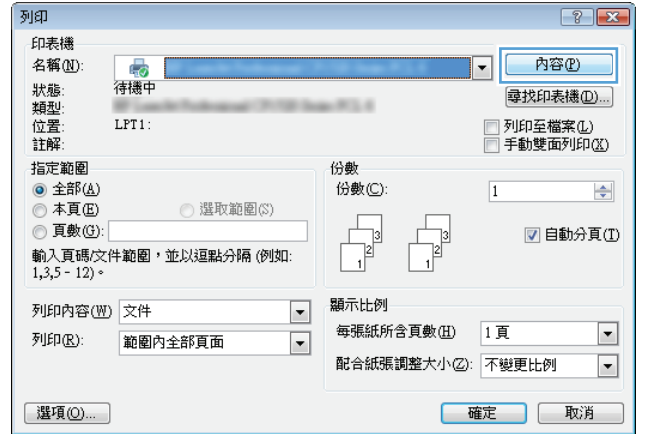 列印
印表機
名稱(N):
內容(P)
狀態: 待機中
尋找印表機(D)...
類型:
位置: LPT1:
列印至檔案(L)
註解:
手動雙面列印(X)
指定範圍
全部(A)
本頁(E) 選取範圍(S)
頁數(G):
輸入頁碼/文件範圍,並以逗點分隔 (例如:
1,3,5 - 12)。
份數
份數(C): 1
1 2 3 1 2 3
自動分頁(T)
列印內容(W) 文件
列印(R): 範圍內全部頁面
顯示比例
每張紙所含頁數(H) 1 頁
配合紙張調整大小(Z): 不變更比例
選項(O)... 確定 取消